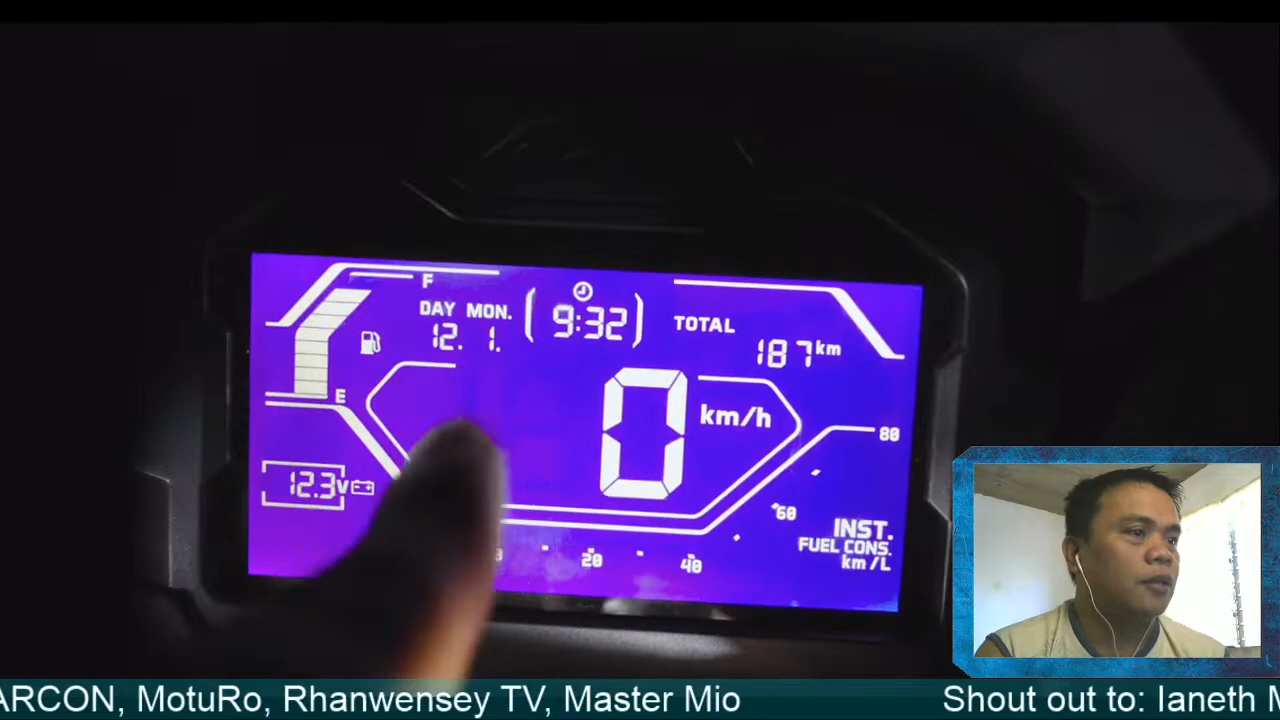 F
DAY MON. 9:32 TOTAL
12. 1. 187 km
E
0 km/h
80
12.3V
60
INST.
FUEL CONS.
km/L
20 40
ARCON, MotuRo, Rhanwensey TV, Master Mio Shout out to: Ianeth